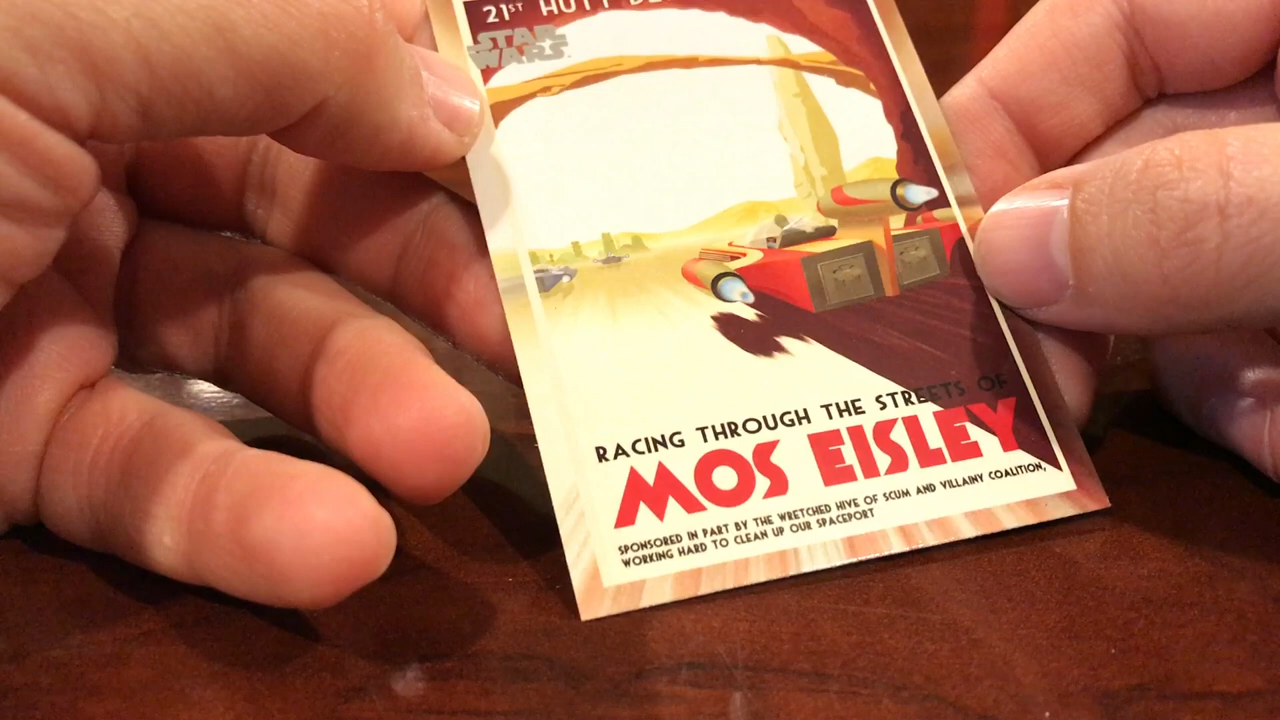 21ST HUTT
STAR
WARS
RACING THROUGH THE STREETS OF
MOS EISLEY
SPONSORED IN PART BY THE WRETCHED HIVE OF SCUM AND VILLAINY COALITION,
WORKING HARD TO CLEAN UP OUR SPACEPORT